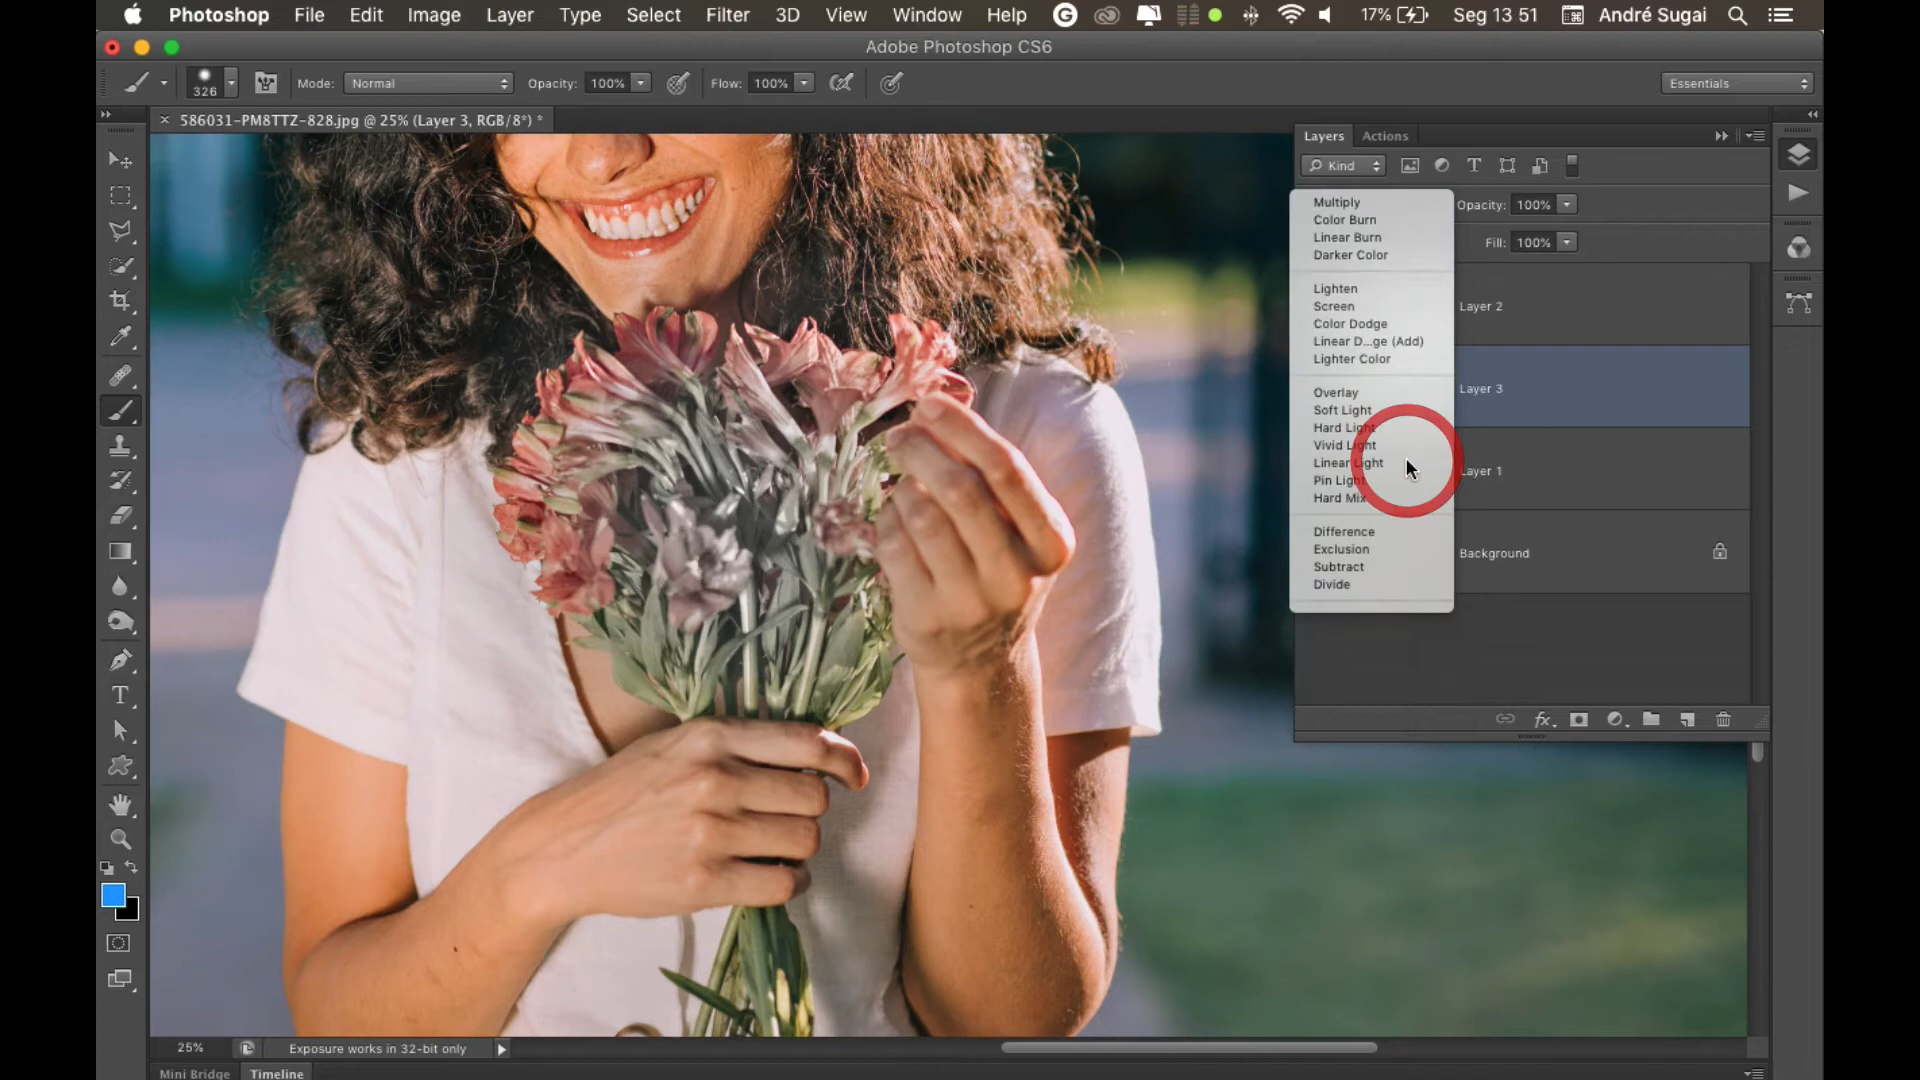 Photoshop File Edit Image Layer Type Select Filter 3D View Window Help 17% Seg 13 51 André Sugai
Adobe Photoshop CS6
326 Mode: Normal Opacity: 100% Flow: 100% Essentials
586031-PM8TTZ-828.jpg @ 25% (Layer 3, RGB/8*) *
Layers Actions
Kind
Opacity: 100%
Fill: 100%
Multiply
Color Burn
Linear Burn
Darker Color
Lighten
Screen
Color Dodge
Linear D...ge (Add)
Lighter Color
Overlay
Soft Light
Hard Light
Vivid Light
Linear Light
Pin Light
Hard Mix
Difference
Exclusion
Subtract
Divide
Layer 2
Layer 3
Layer 1
Background
25% Exposure works in 32-bit only
Mini Bridge Timeline